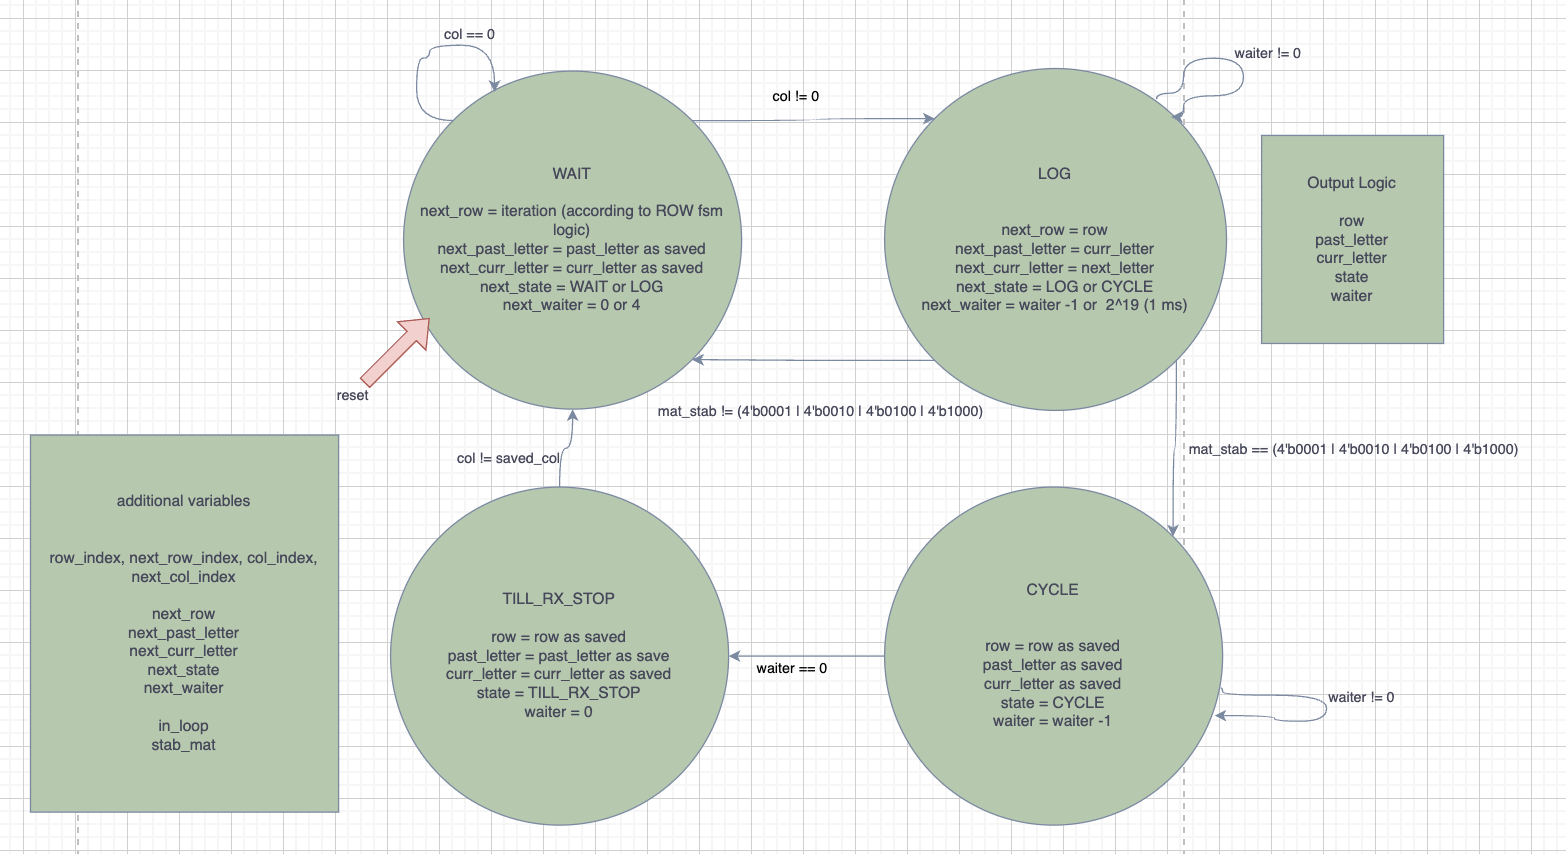 col == 0
waiter != 0
col != 0
WAIT
next_row = iteration (according to ROW fsm
logic)
next_past_letter = past_letter as saved
next_curr_letter = curr_letter as saved
next_state = WAIT or LOG
next_waiter = 0 or 4
LOG
next_row = row
next_past_letter = curr_letter
next_curr_letter = next_letter
next_state = LOG or CYCLE
next_waiter = waiter -1 or  2^19 (1 ms)
Output Logic
row
past_letter
curr_letter
state
waiter
reset
mat_stab != (4'b0001 | 4'b0010 | 4'b0100 | 4'b1000)
col != saved_col
mat_stab == (4'b0001 | 4'b0010 | 4'b0100 | 4'b1000)
additional variables
row_index, next_row_index, col_index,
next_col_index
next_row
next_past_letter
next_curr_letter
next_state
next_waiter
in_loop
stab_mat
TILL_RX_STOP
row = row as saved
past_letter = past_letter as save
curr_letter = curr_letter as saved
state = TILL_RX_STOP
waiter = 0
waiter == 0
CYCLE
row = row as saved
past_letter as saved
curr_letter as saved
state = CYCLE
waiter = waiter -1
waiter != 0